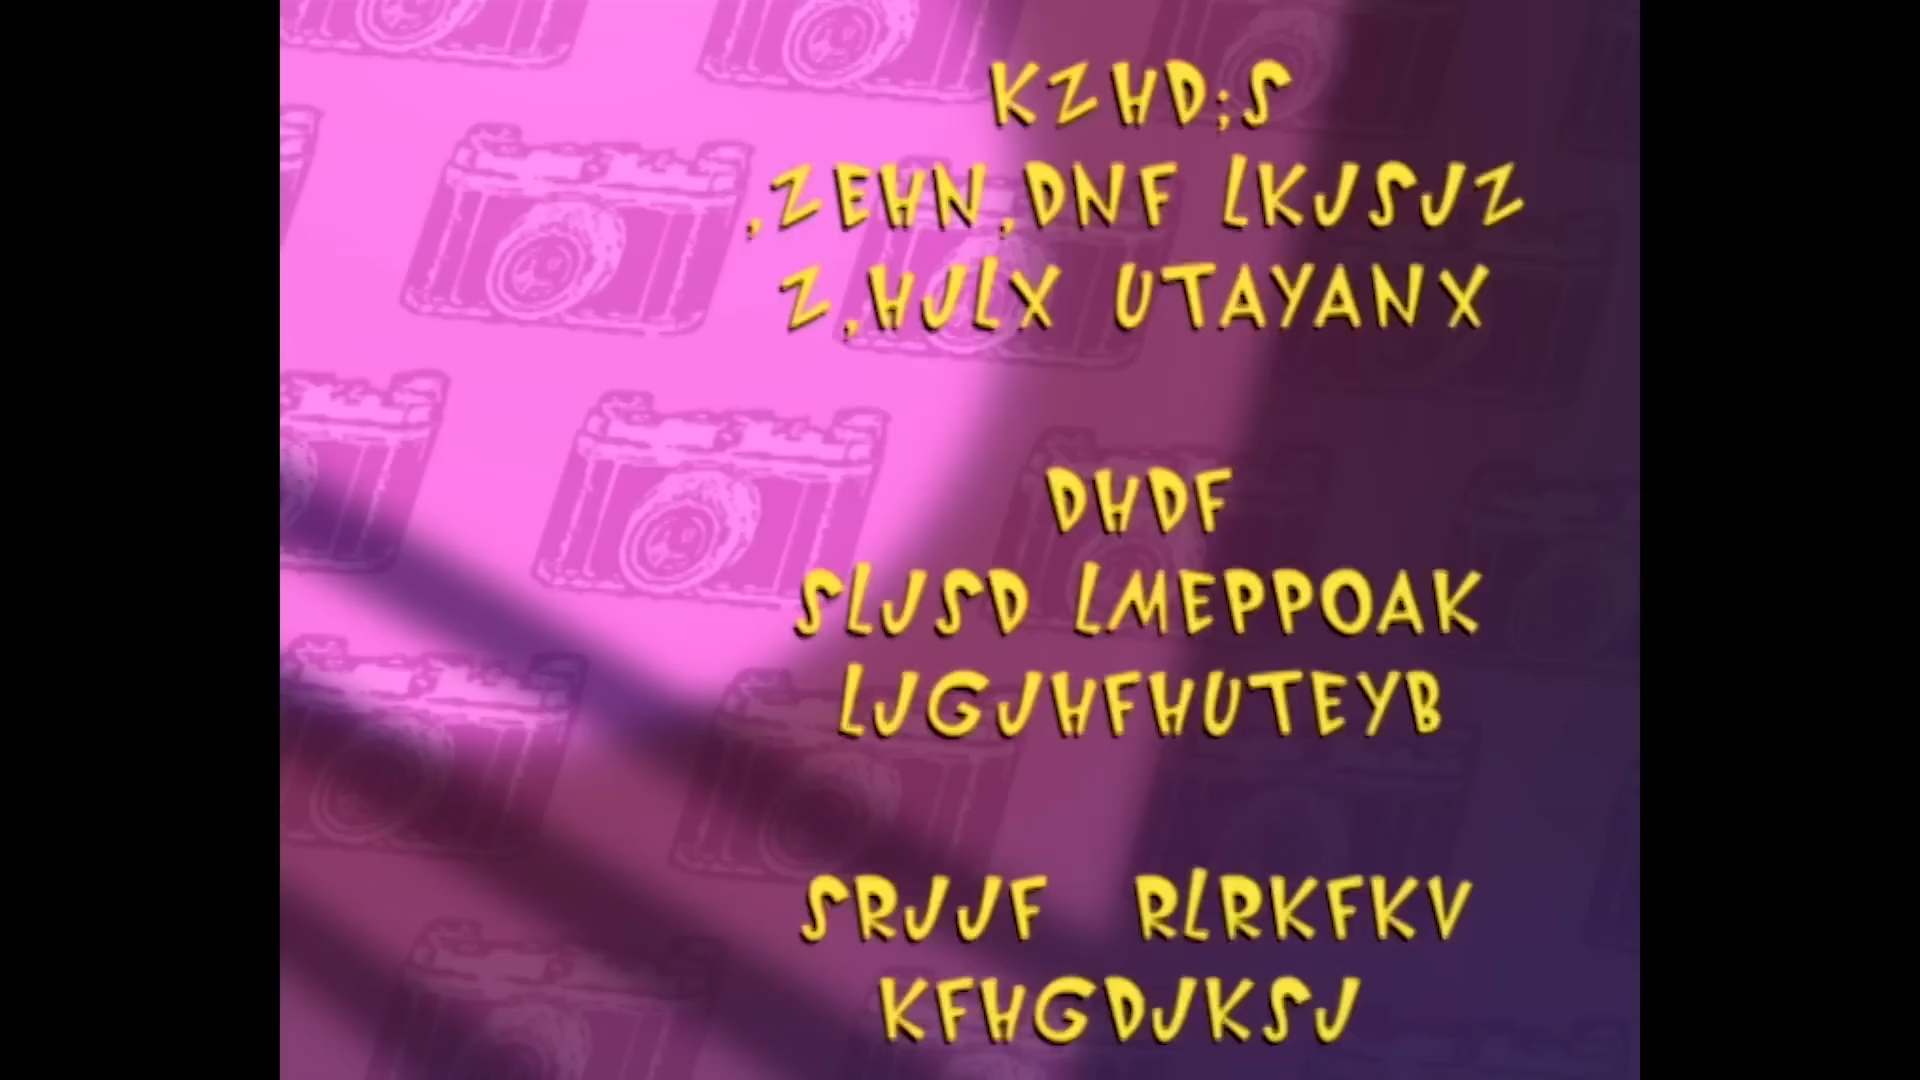 KZHD;S
,ZEHN,DNF LKJSJZ
Z,HJLX UTAYANX
DHDF
SLJSD LMEPPOAK
LJGJHFHUTEYB
SRJJF RLRKFKV
KFHGDJKSJ